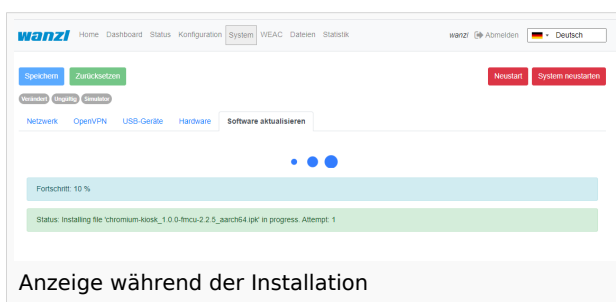 wanzl Home Dashboard Status Konfiguration System WEAC Dateien Statistik wanzl Abmelden Deutsch
Speichern Zurücksetzen Neustart System neustarten
Verändert Ungültig Simulator
Netzwerk OpenVPN USB-Geräte Hardware Software aktualisieren
Fortschritt: 10 %
Status: Installing file 'chromium-kiosk_1.0.0-fmcu-2.2.5_aarch64.ipk' in progress. Attempt: 1
Anzeige während der Installation